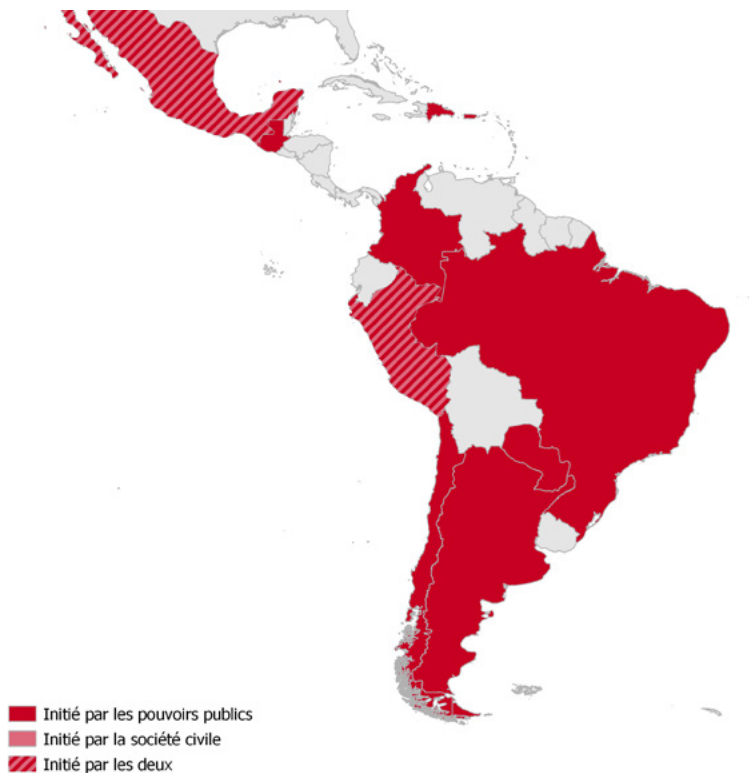 Initié par les pouvoirs publics
Initié par la société civile
Initié par les deux